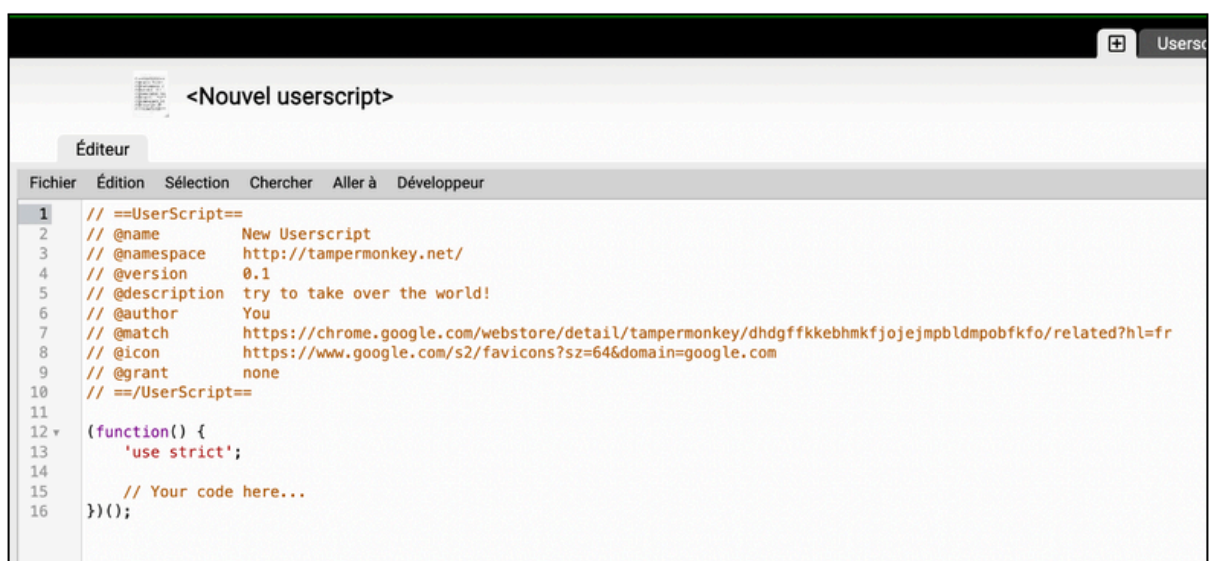 Usersc
<Nouvel userscript>
Éditeur
Fichier Édition Sélection Chercher Aller à Développeur
1 // ==UserScript==
2 // @name New Userscript
3 // @namespace http://tampermonkey.net/
4 // @version 0.1
5 // @description try to take over the world!
6 // @author You
7 // @match https://chrome.google.com/webstore/detail/tampermonkey/dhdgffkkebhmkfjojejmpbldmpobfkfo/related?hl=fr
8 // @icon https://www.google.com/s2/favicons?sz=64&domain=google.com
9 // @grant none
10 // ==/UserScript==
11
12 (function() {
13 'use strict';
14
15 // Your code here...
16 })();